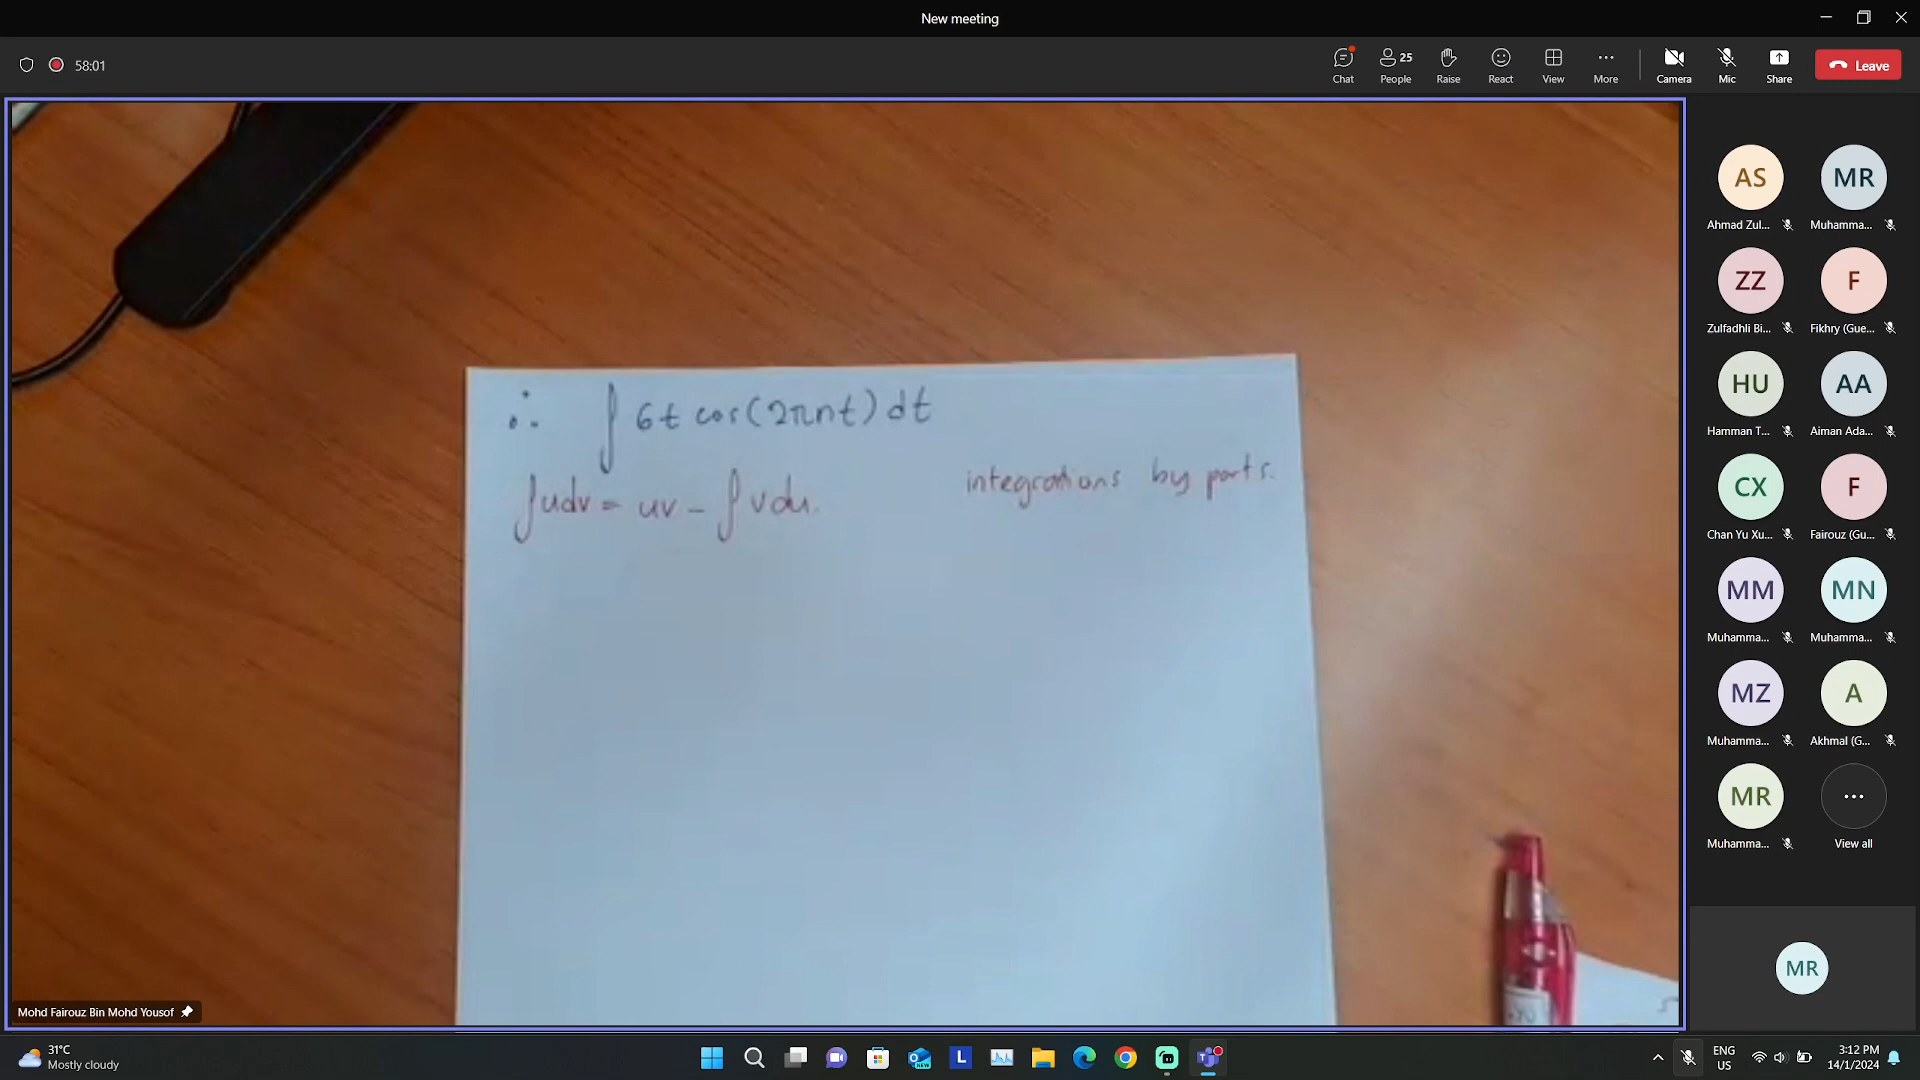 New meeting
58:01
Chat
25
People
Raise
React
View
More
Camera
Mic
Share
Leave
AS
MR
Ahmad Zul...
Muhamma...
ZZ
F
Zulfadhli Bi...
Fikhry (Gue...
HU
AA
Hamman T...
Aiman Ada...
CX
F
Chan Yu Xu...
Fairouz (Gu...
MM
MN
Muhamma...
Muhamma...
MZ
A
Muhamma...
Akhmal (G...
MR
Muhamma...
View all
MR
∴ ∫ 6t cos(2πnt) dt
∫udv = uv - ∫vdu.
integrations by parts.
Mohd Fairouz Bin Mohd Yousof
31°C
Mostly cloudy
NEW
L
ENG
US
3:12 PM
14/1/2024